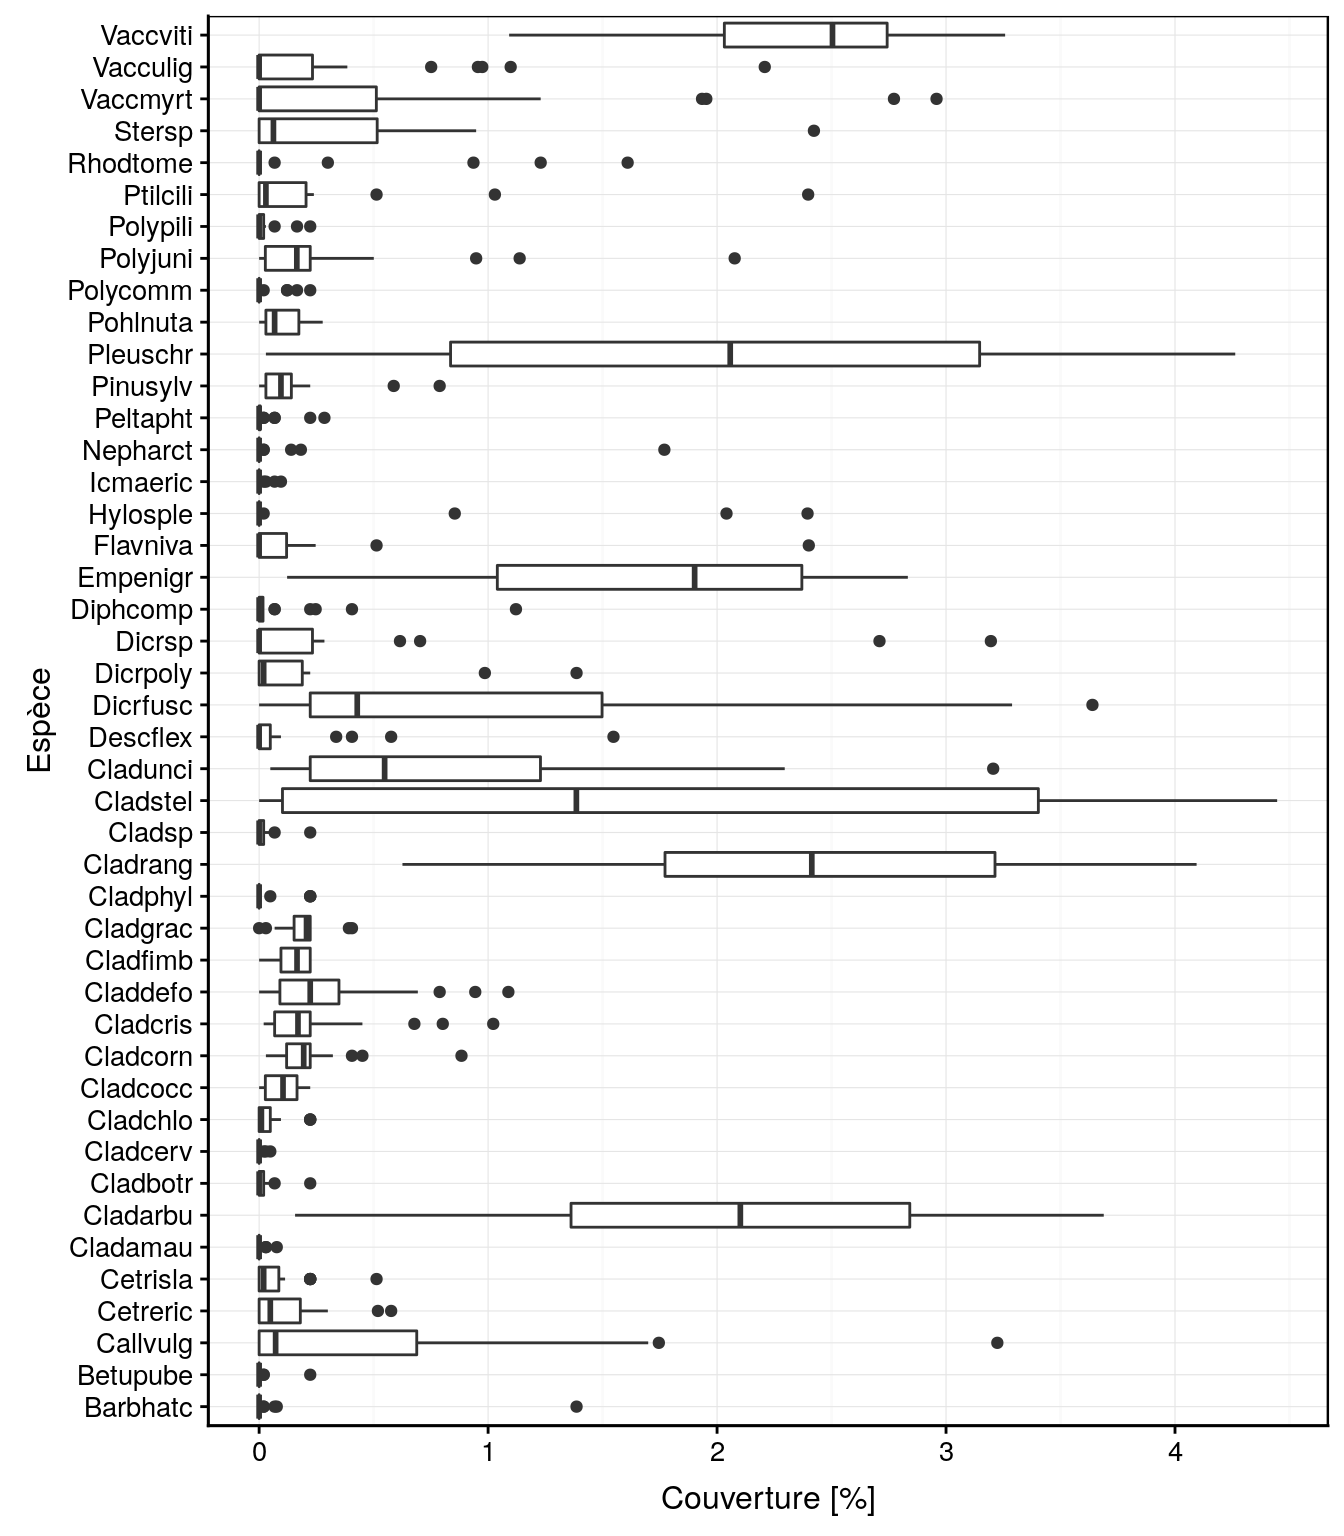 Vaccviti
Vacculig
Vaccmyrt
Stersp
Rhodtome
Ptilcili
Polypili
Polyjuni
Polycomm
Pohlnuta
Pleuschr
Pinusylv
Peltapht
Nepharct
Icmaeric
Hylosple
Flavniva
Empenigr
Diphcomp
Dicrsp
Dicrpoly
Dicrfusc
Descflex
Cladunci
Cladstel
Cladsp
Cladrang
Cladphyl
Cladgrac
Cladfimb
Claddefo
Cladcris
Cladcorn
Cladcocc
Cladchlo
Cladcerv
Cladbotr
Cladarbu
Cladamau
Cetrisla
Cetreric
Callvulg
Betupube
Barbhatc
Espèce
0 1 2 3 4
Couverture [%]